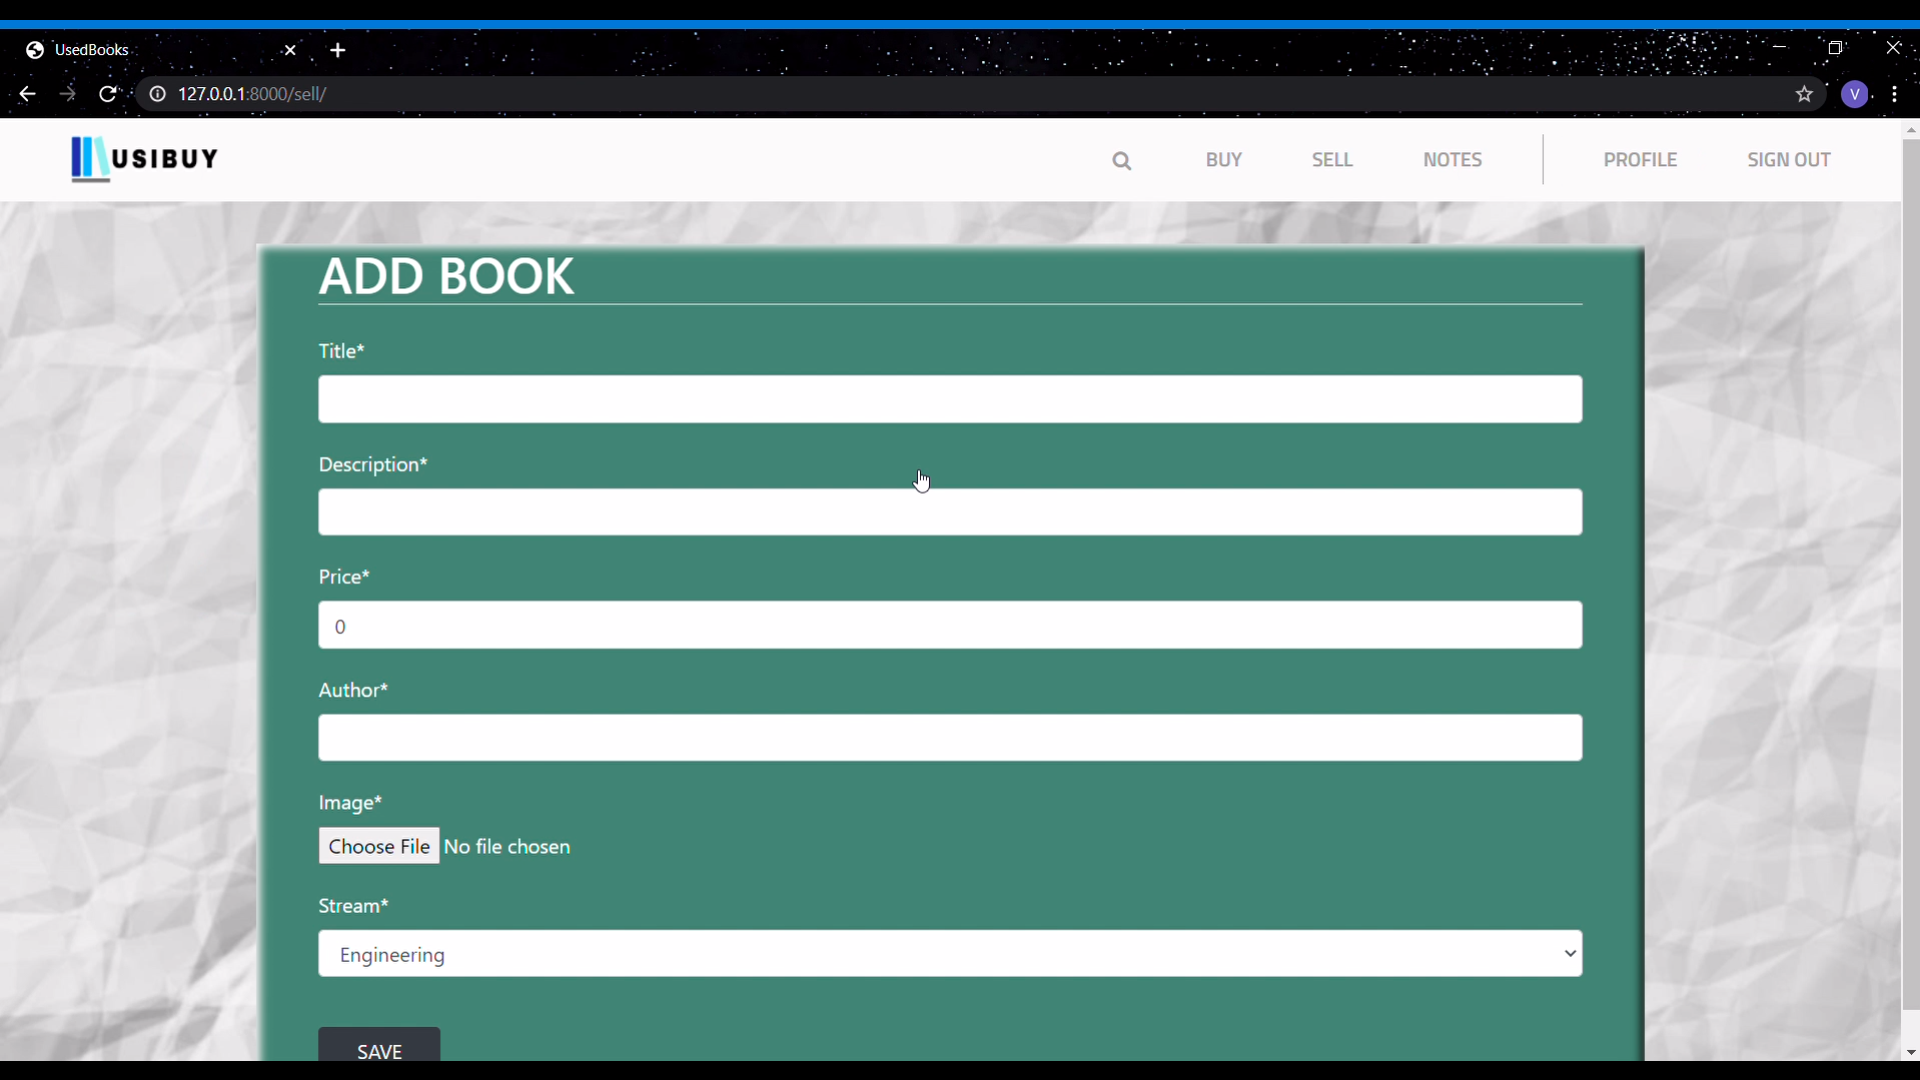 UsedBooks
127.0.0.1:8000/sell/
V
USIBUY
BUY
SELL
NOTES
PROFILE
SIGN OUT
ADD BOOK
Title*
Description*
Price*
0
Author*
Image*
Choose File No file chosen
Stream*
Engineering
SAVE